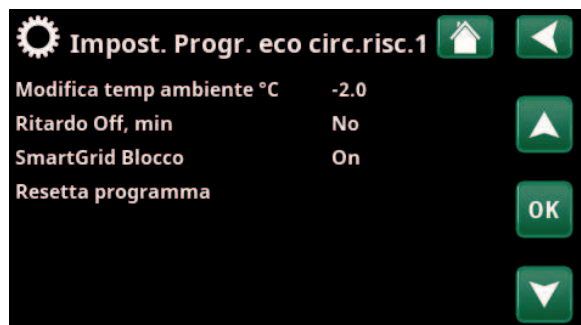 Impost. Progr. eco circ.risc.1
Modifica temp ambiente °C -2.0
Ritardo Off, min No
SmartGrid Blocco On
Resetta programma
OK